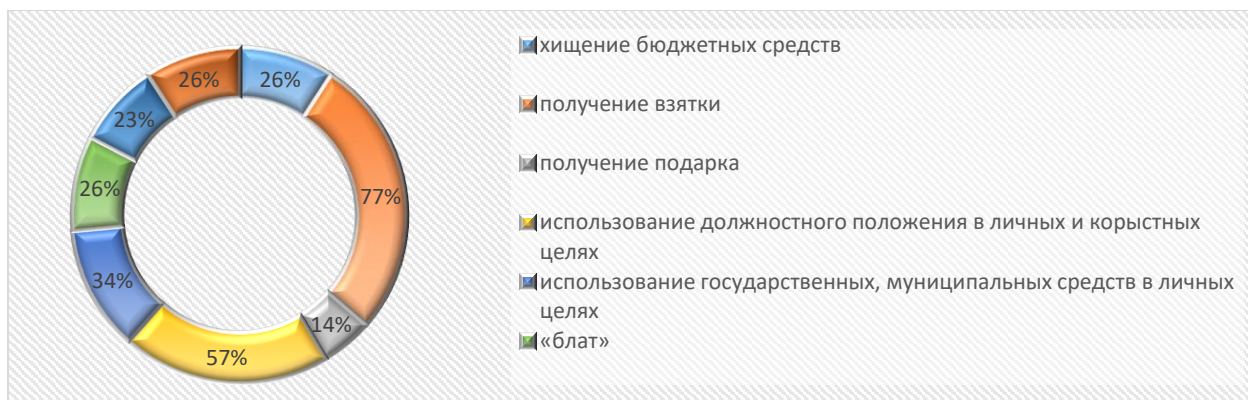 26%
26%
23%
77%
26%
34%
14%
57%
хищение бюджетных средств
получение взятки
получение подарка
использование должностного положения в личных и корыстных
целях
использование государственных, муниципальных средств в личных
целях
«блат»